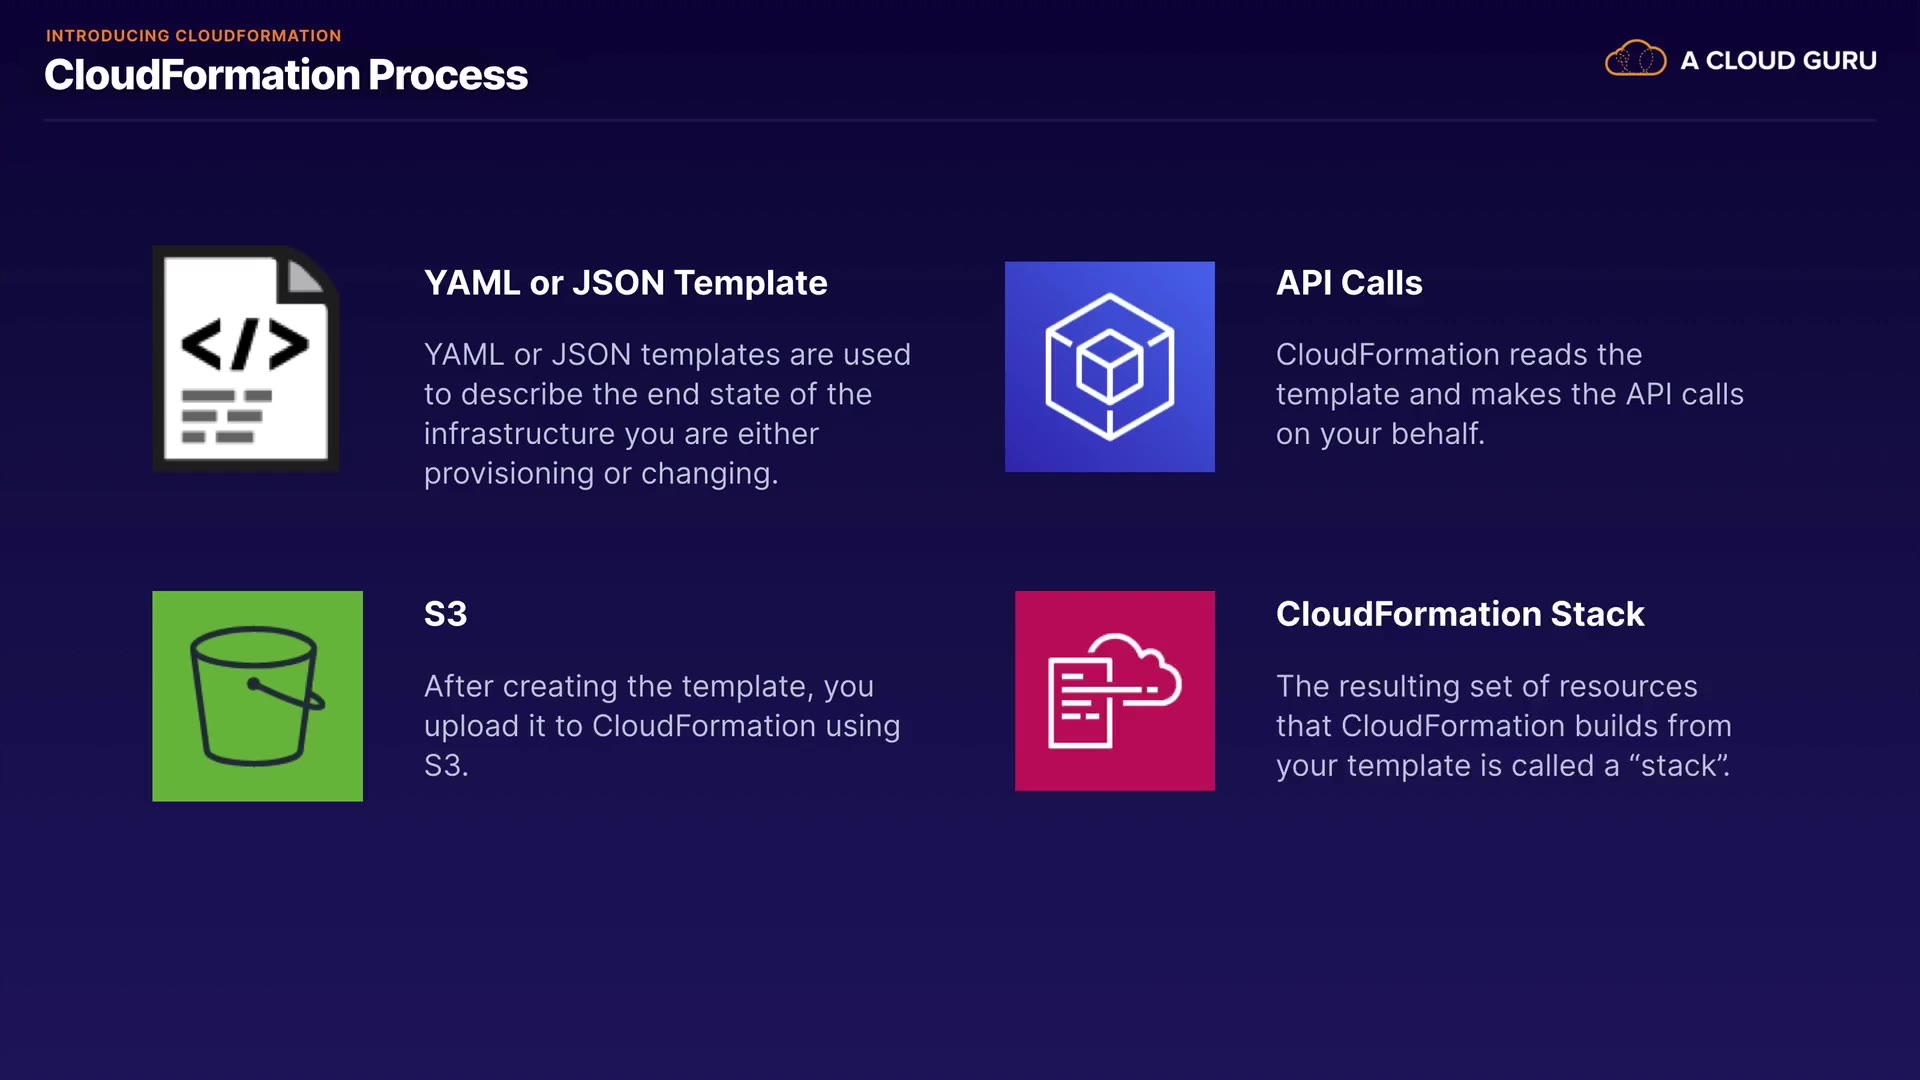 INTRODUCING CLOUDFORMATION
CloudFormation Process
A CLOUD GURU
</>
YAML or JSON Template
YAML or JSON templates are used
to describe the end state of the
infrastructure you are either
provisioning or changing.
API Calls
CloudFormation reads the
template and makes the API calls
on your behalf.
S3
After creating the template, you
upload it to CloudFormation using
S3.
CloudFormation Stack
The resulting set of resources
that CloudFormation builds from
your template is called a “stack”.